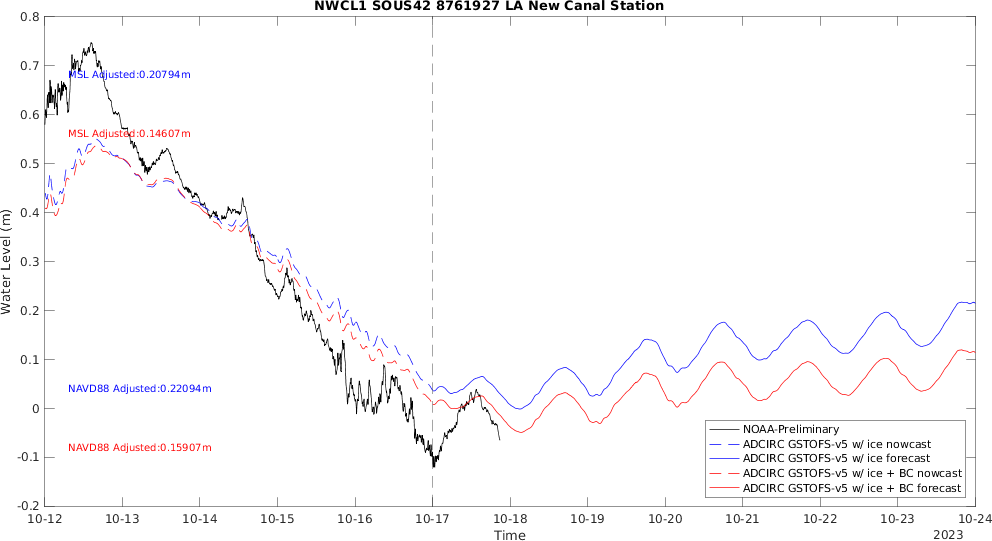 NWCL1 SOUS42 8761927 LA New Canal Station
0.8
0.7
0.6
0.5
0.4
0.3
0.2
0.1
0
-0.1
-0.2
Water Level (m)
MSL Adjusted:0.20794m
MSL Adjusted:0.14607m
NAVD88 Adjusted:0.22094m
NAVD88 Adjusted:0.15907m
NOAA-Preliminary
ADCIRC GSTOFS-v5 w/ ice nowcast
ADCIRC GSTOFS-v5 w/ ice forecast
ADCIRC GSTOFS-v5 w/ ice + BC nowcast
ADCIRC GSTOFS-v5 w/ ice + BC forecast
10-12 10-13 10-14 10-15 10-16 10-17 10-18 10-19 10-20 10-21 10-22 10-23 10-24
Time
2023